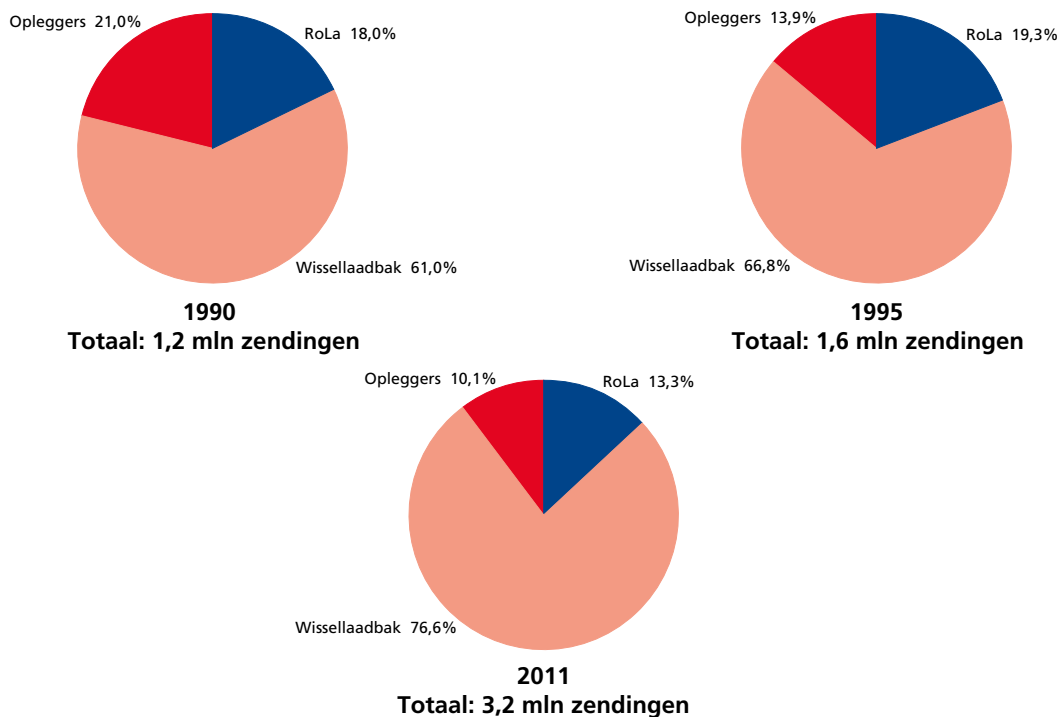 Opleggers 21,0%
RoLa 18,0%
Wissellaadbak 61,0%
1990
Totaal: 1,2 mln zendingen
Opleggers 13,9%
RoLa 19,3%
Wissellaadbak 66,8%
1995
Totaal: 1,6 mln zendingen
Opleggers 10,1%
RoLa 13,3%
Wissellaadbak 76,6%
2011
Totaal: 3,2 mln zendingen